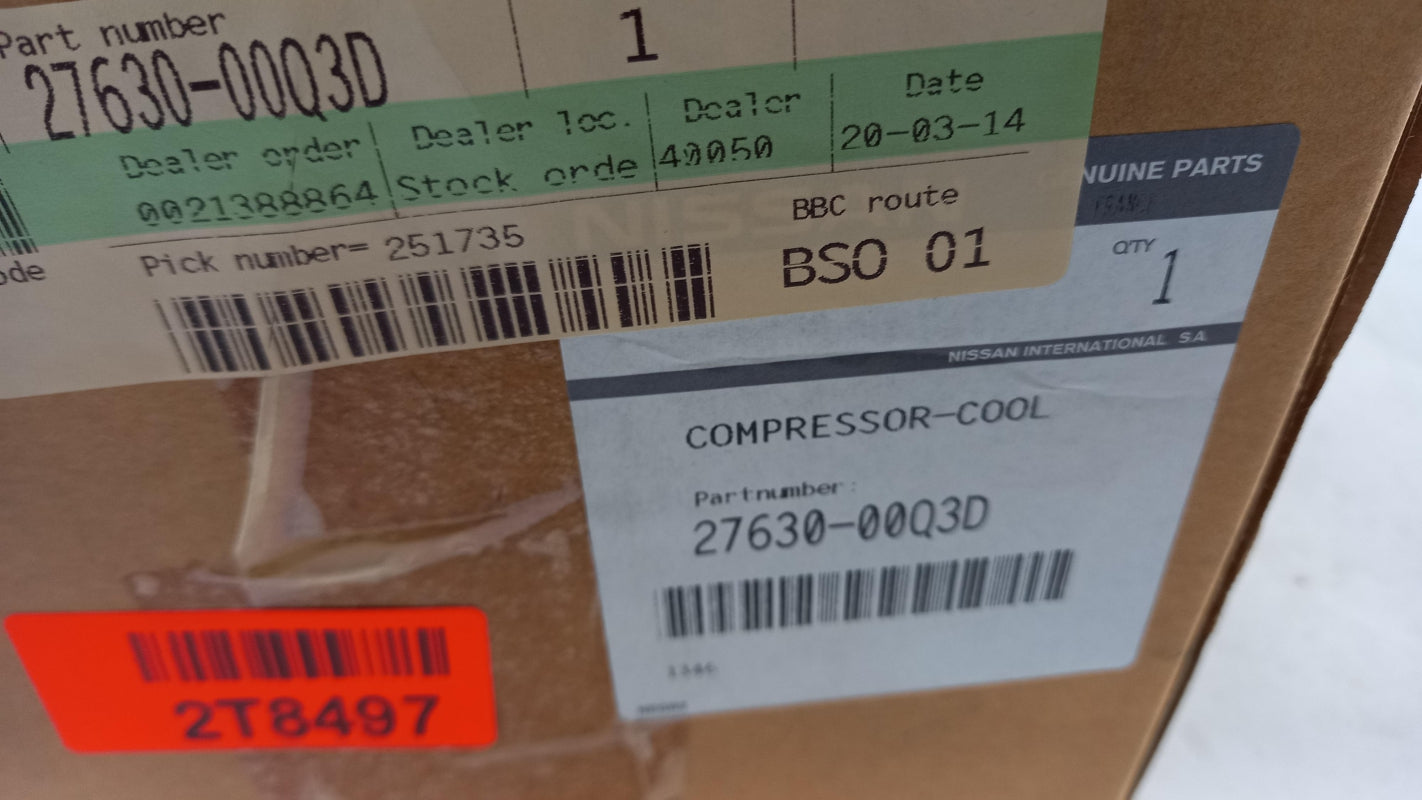 Part number
27630-00Q3D
1
Dealer order
0021388864
Dealer loc.
Stock orde
Dealer
40050
Date
20-03-14
ode
Pick number= 251735
BBC route
BSO 01
NUINE PARTS
Q'TY
1
NISSAN INTERNATIONAL SA
COMPRESSOR-COOL
Partnumber:
27630-00Q3D
2T8497